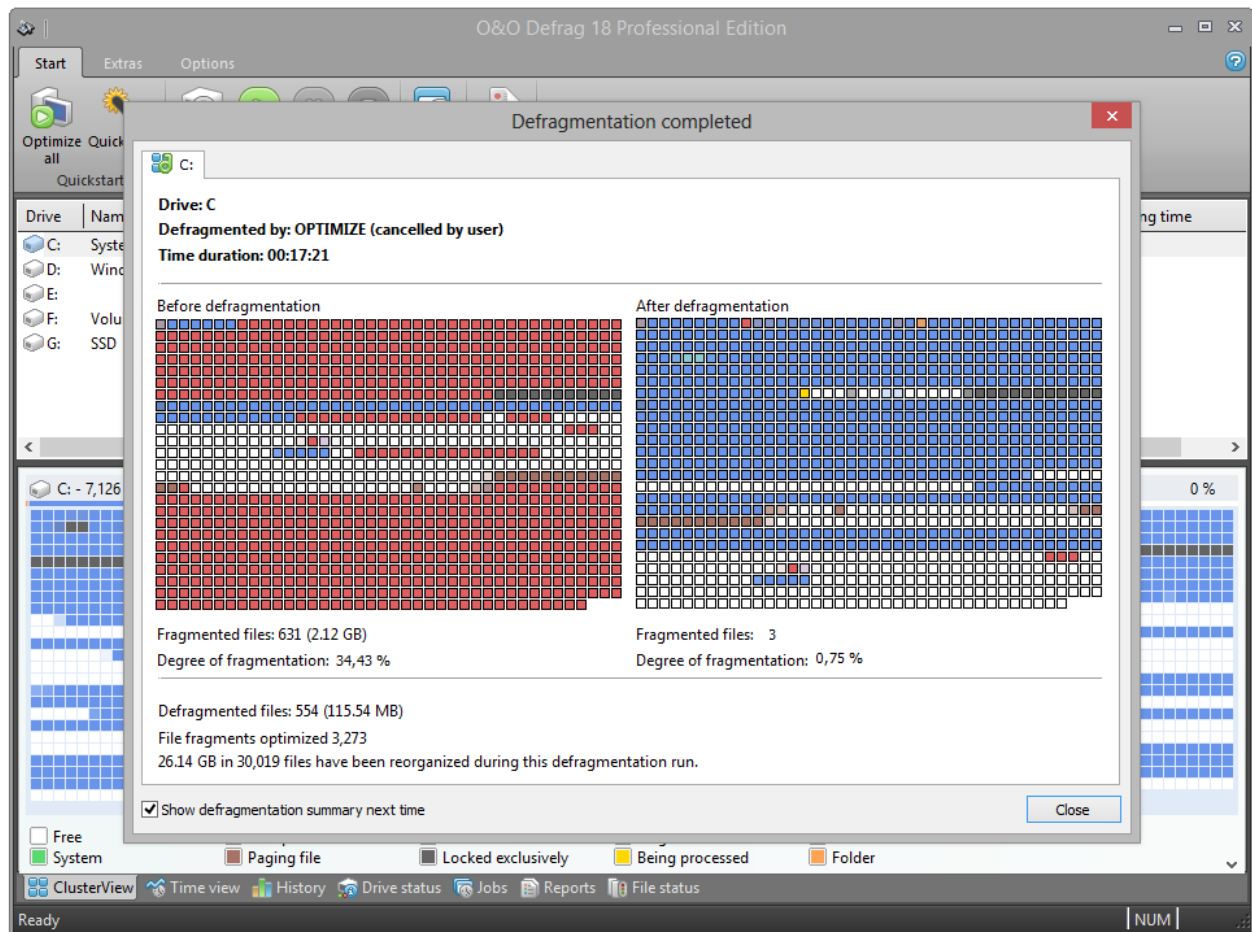 O&O Defrag 18 Professional Edition
Start Extras Options
Optimize all
Quick
Quickstart
Defragmentation completed
C:
Drive: C
Defragmented by: OPTIMIZE (cancelled by user)
Time duration: 00:17:21
Before defragmentation
After defragmentation
Fragmented files: 631 (2.12 GB)
Degree of fragmentation: 34,43 %
Fragmented files: 3
Degree of fragmentation: 0,75 %
Defragmented files: 554 (115.54 MB)
File fragments optimized 3,273
26.14 GB in 30,019 files have been reorganized during this defragmentation run.
Show defragmentation summary next time
Close
Drive Nam
ng time
C: Syste
D: Wind
E:
F: Volu
G: SSD
C: - 7,126
0 %
Free
System Paging file Locked exclusively Being processed Folder
ClusterView Time view History Drive status Jobs Reports File status
Ready
NUM